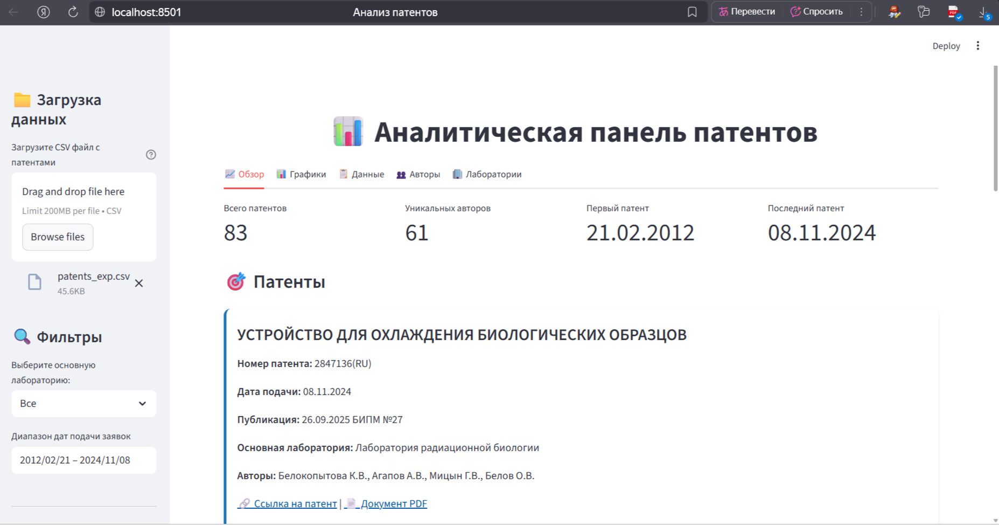 localhost:8501
Анализ патентов
Перевести
Спросить
PDF
5
Deploy
Загрузка
данных
Загрузите CSV файл с
патентами
Drag and drop file here
Limit 200MB per file • CSV
Browse files
patents_exp.csv
45.6KB
Фильтры
Выберите основную
лабораторию:
Все
Диапазон дат подачи заявок
2012/02/21 – 2024/11/08
Аналитическая панель патентов
Обзор
Графики
Данные
Авторы
Лаборатории
Всего патентов
83
Уникальных авторов
61
Первый патент
21.02.2012
Последний патент
08.11.2024
Патенты
УСТРОЙСТВО ДЛЯ ОХЛАЖДЕНИЯ БИОЛОГИЧЕСКИХ ОБРАЗЦОВ
Номер патента: 2847136(RU)
Дата подачи: 08.11.2024
Публикация: 26.09.2025 БИПМ №27
Основная лаборатория: Лаборатория радиационной биологии
Авторы: Белокопытова К.В., Агапов А.В., Мицын Г.В., Белов О.В.
Ссылка на патент | Документ PDF